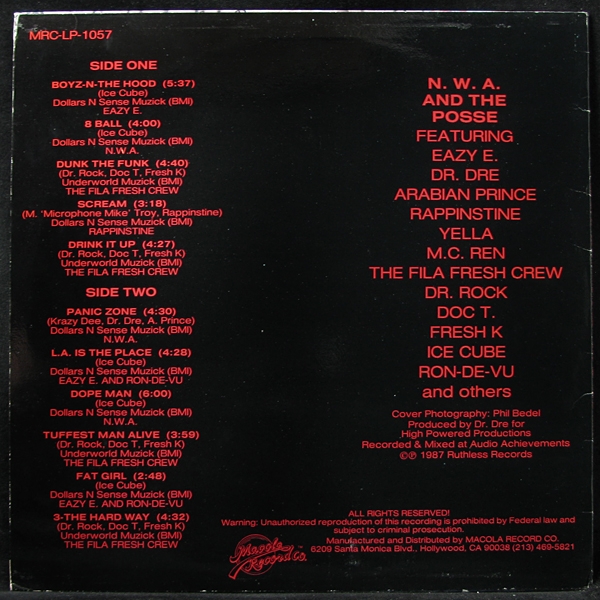 MRC-LP-1057
SIDE ONE
BOYZ-N-THE HOOD (5:37)
(Ice Cube)
Dollars N Sense Muzick (BMI)
EAZY E.
8 BALL (4:00)
(Ice Cube)
Dollars N Sense Muzick (BMI)
N.W.A.
DUNK THE FUNK (4:40)
(Dr. Rock, Doc T, Fresh K)
Underworld Muzick (BMI)
THE FILA FRESH CREW
SCREAM (3:18)
(M. 'Microphone Mike' Troy, Rappinstine)
Dollars N Sense Muzick (BMI)
RAPPINSTINE
DRINK IT UP (4:27)
(Dr. Rock, Doc T, Fresh K)
Underworld Muzick (BMI)
THE FILA FRESH CREW
SIDE TWO
PANIC ZONE (4:30)
(Krazy Dee, Dr. Dre, A. Prince)
Dollars N Sense Muzick (BMI)
N.W.A.
L.A. IS THE PLACE (4:28)
(Ice Cube)
Dollars N Sense Muzick (BMI)
EAZY E. AND RON-DE-VU
DOPE MAN (6:00)
(Ice Cube)
Dollars N Sense Muzick (BMI)
N.W.A.
TUFFEST MAN ALIVE (3:59)
(Dr. Rock, Doc T, Fresh K)
Underworld Muzick (BMI)
THE FILA FRESH CREW
FAT GIRL (2:48)
(Ice Cube)
Dollars N Sense Muzick (BMI)
EAZY E. AND RON-DE-VU
3-THE HARD WAY (4:32)
(Dr. Rock, Doc T, Fresh K)
Underworld Muzick (BMI)
THE FILA FRESH CREW
N. W. A.
AND THE
POSSE
FEATURING
EAZY E.
DR. DRE
ARABIAN PRINCE
RAPPINSTINE
YELLA
M.C. REN
THE FILA FRESH CREW
DR. ROCK
DOC T.
FRESH K
ICE CUBE
RON-DE-VU
and others
Cover Photography: Phil Bedel
Produced by Dr. Dre for
High Powered Productions
Recorded & Mixed at Audio Achievements
©℗ 1987 Ruthless Records
ALL RIGHTS RESERVED!
Warning: Unauthorized reproduction of this recording is prohibited by Federal law and
subject to criminal prosecution.
Manufactured and Distributed by MACOLA RECORD CO.
6209 Santa Monica Blvd., Hollywood, CA 90038 (213) 469-5821
Macola
Record Co.